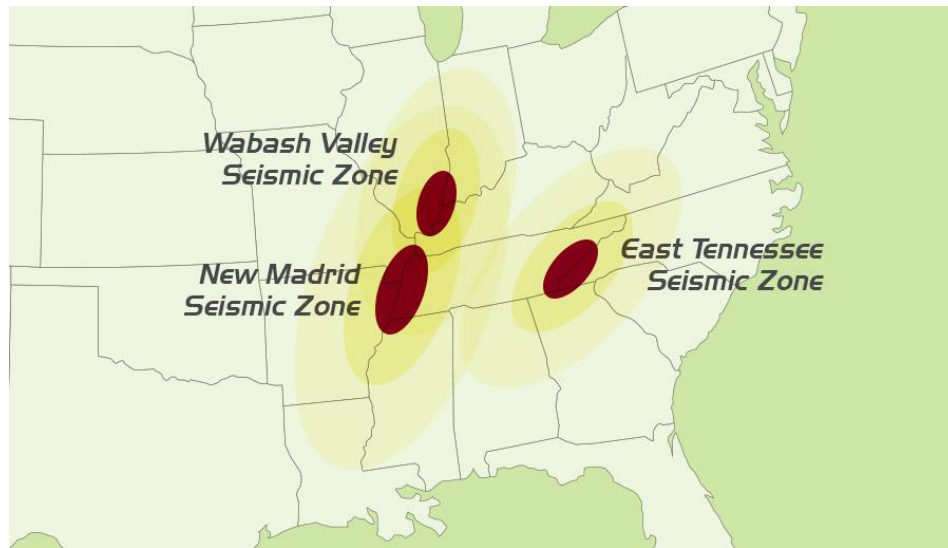 Wabash Valley
Seismic Zone
New Madrid
Seismic Zone
East Tennessee
Seismic Zone